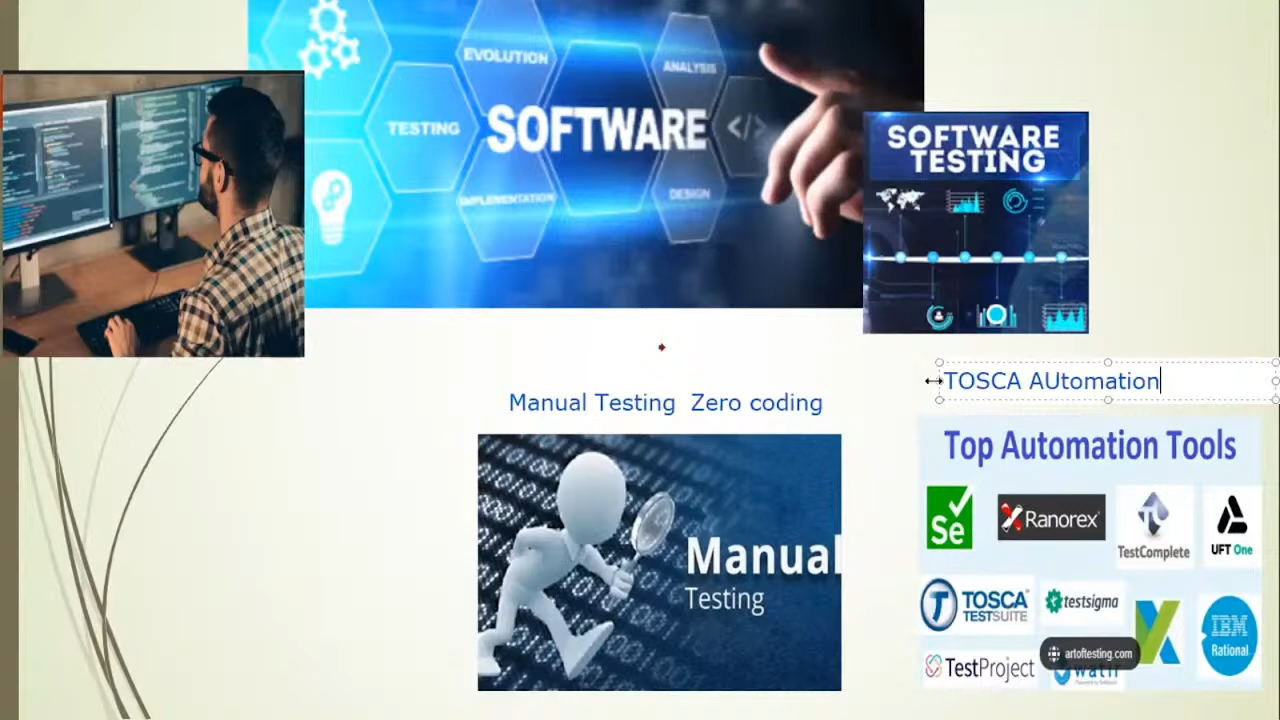 EVOLUTION
ANALYSIS
TESTING
SOFTWARE
</>
IMPLEMENTATION
DESIGN
SOFTWARE
TESTING
TOSCA AUtomation
Manual Testing  Zero coding
Top Automation Tools
Se
Ranorex
TestComplete
UFT One
TOSCA
TESTSUITE
testsigma
IBM
Rational
artoftesting.com
TestProject
watir
Manual
Testing